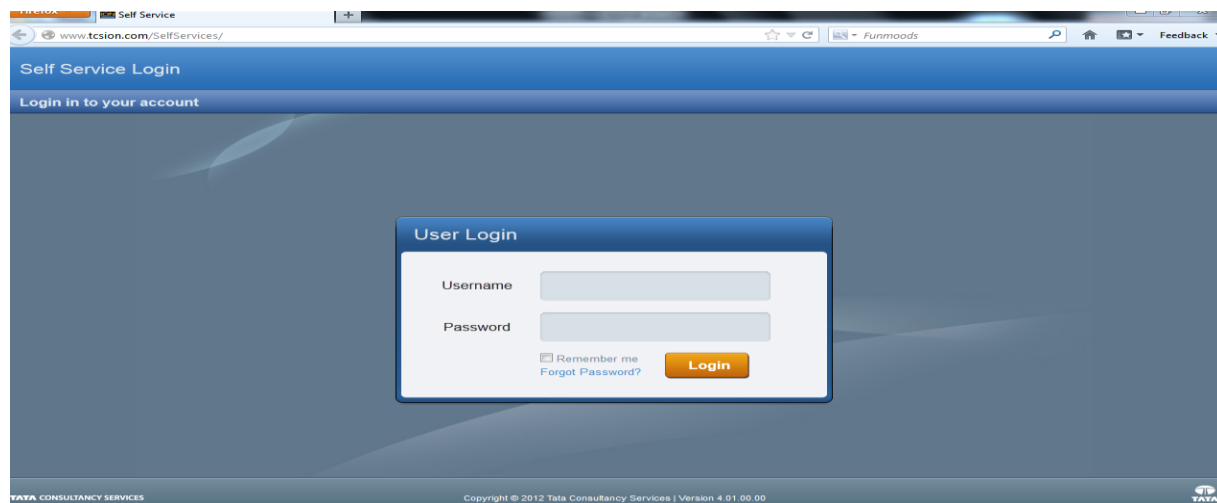 Self Service
www.tcsion.com/SelfServices/
Funmoods
Feedback
Self Service Login
Login in to your account
User Login
Username
Password
Remember me
Forgot Password?
Login
TATA CONSULTANCY SERVICES
Copyright © 2012 Tata Consultancy Services | Version 4.01.00.00
TATA